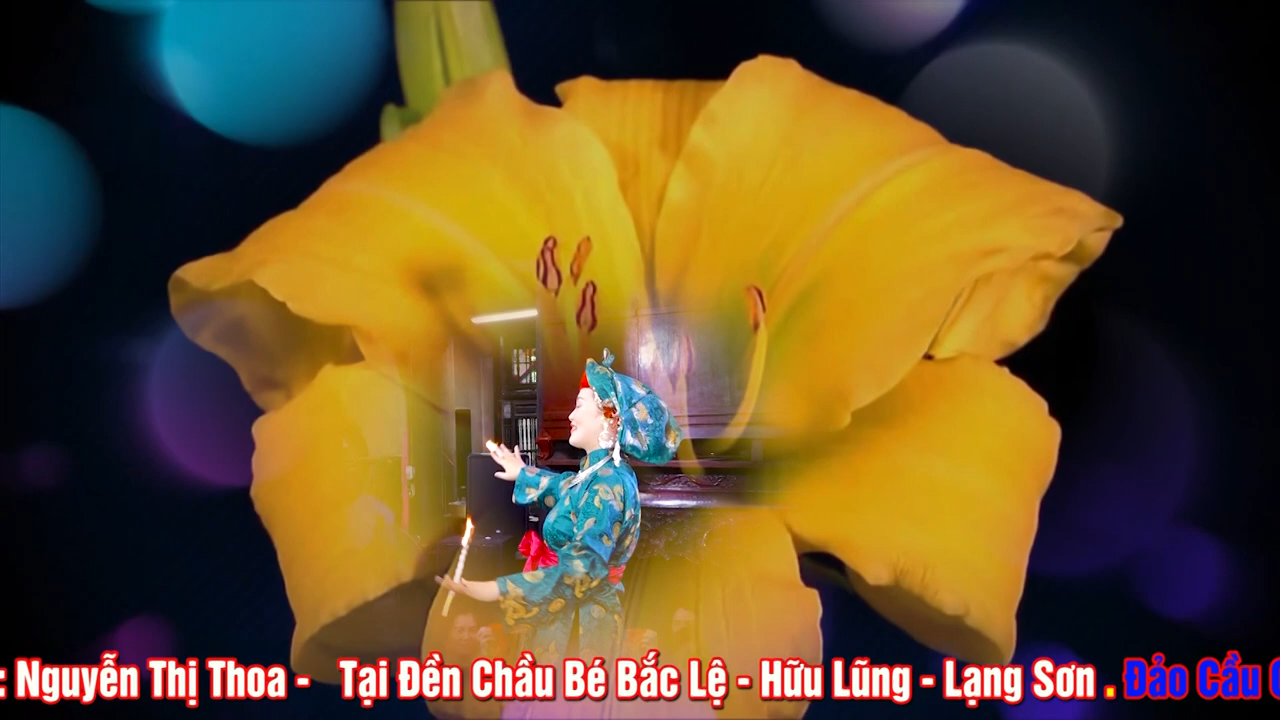 : Nguyễn Thị Thoa - Tại Đền Chầu Bé Bắc Lệ - Hữu Lũng - Lạng Sơn . Đảo Cầu